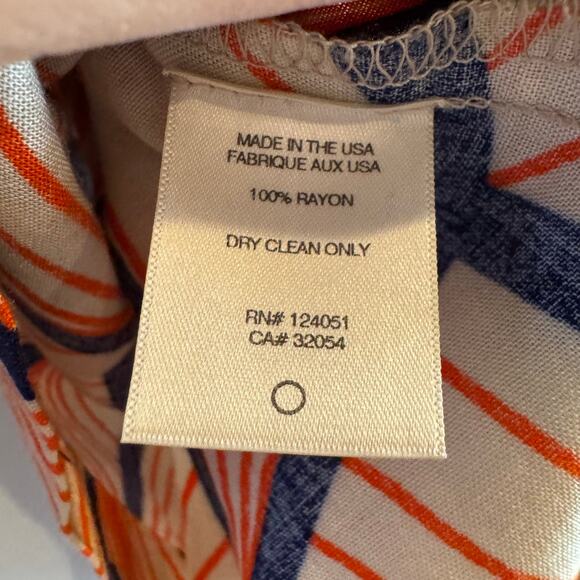 MADE IN THE USA
FABRIQUE AUX USA
100% RAYON
DRY CLEAN ONLY
RN# 124051
CA# 32054